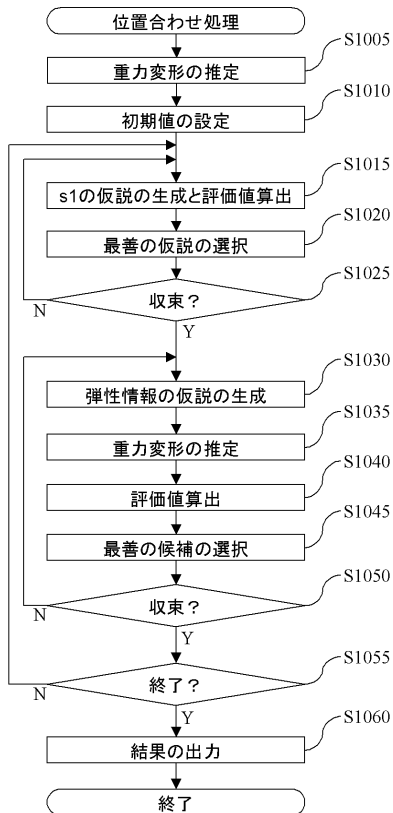 位置合わせ処理
S1005
重力変形の推定
S1010
初期値の設定
S1015
s1の仮説の生成と評価値算出
S1020
最善の仮説の選択
S1025
収束?
N
Y
S1030
弾性情報の仮説の生成
S1035
重力変形の推定
S1040
評価値算出
S1045
最善の候補の選択
S1050
収束?
N
Y
S1055
終了?
N
Y
S1060
結果の出力
終了